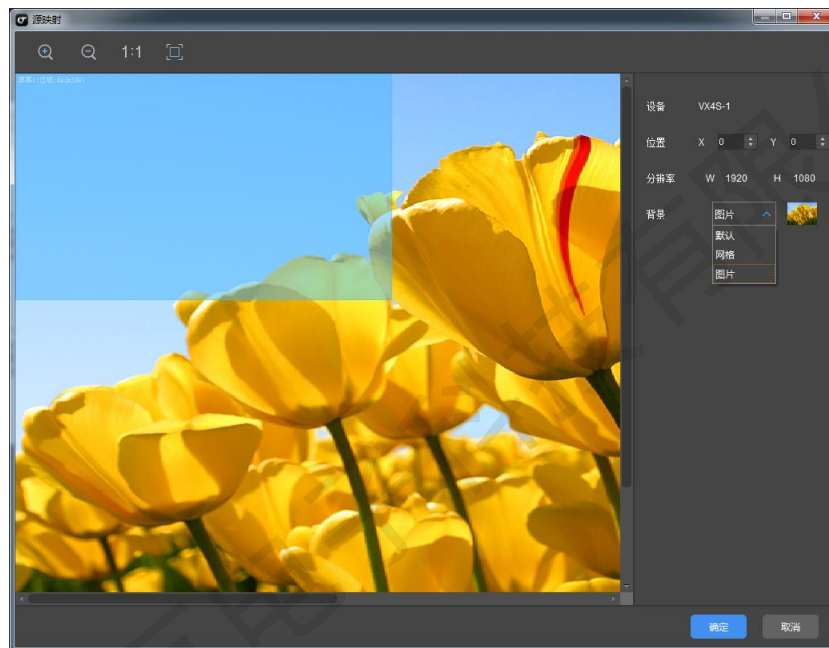 源映射
1:1
设备 VX4S-1
位置 X 0 Y 0
分辨率 W 1920 H 1080
背景 图片
默认
网格
图片
确定 取消